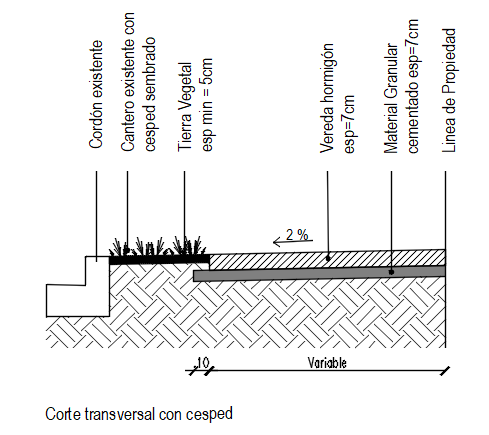 Cordón existente
Cantero existente con
cesped sembrado
Tierra Vegetal
esp min = 5cm
Vereda hormigón
esp=7cm
Material Granular
cementado esp=7cm
Linea de Propiedad
2 %
.10
Variable
Corte transversal con cesped